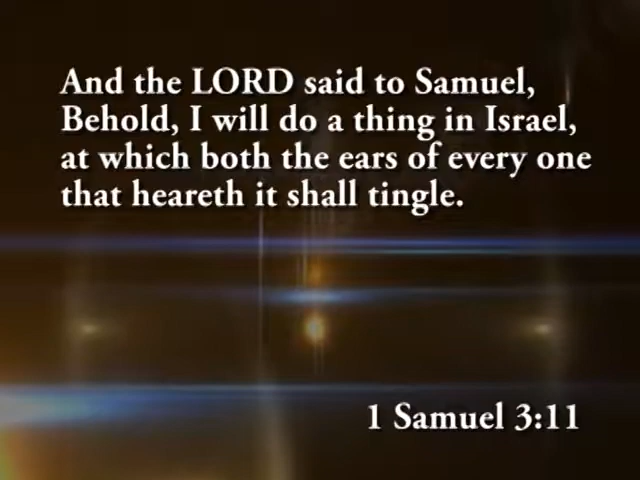 And the LORD said to Samuel,
Behold, I will do a thing in Israel,
at which both the ears of every one
that heareth it shall tingle.
1 Samuel 3:11